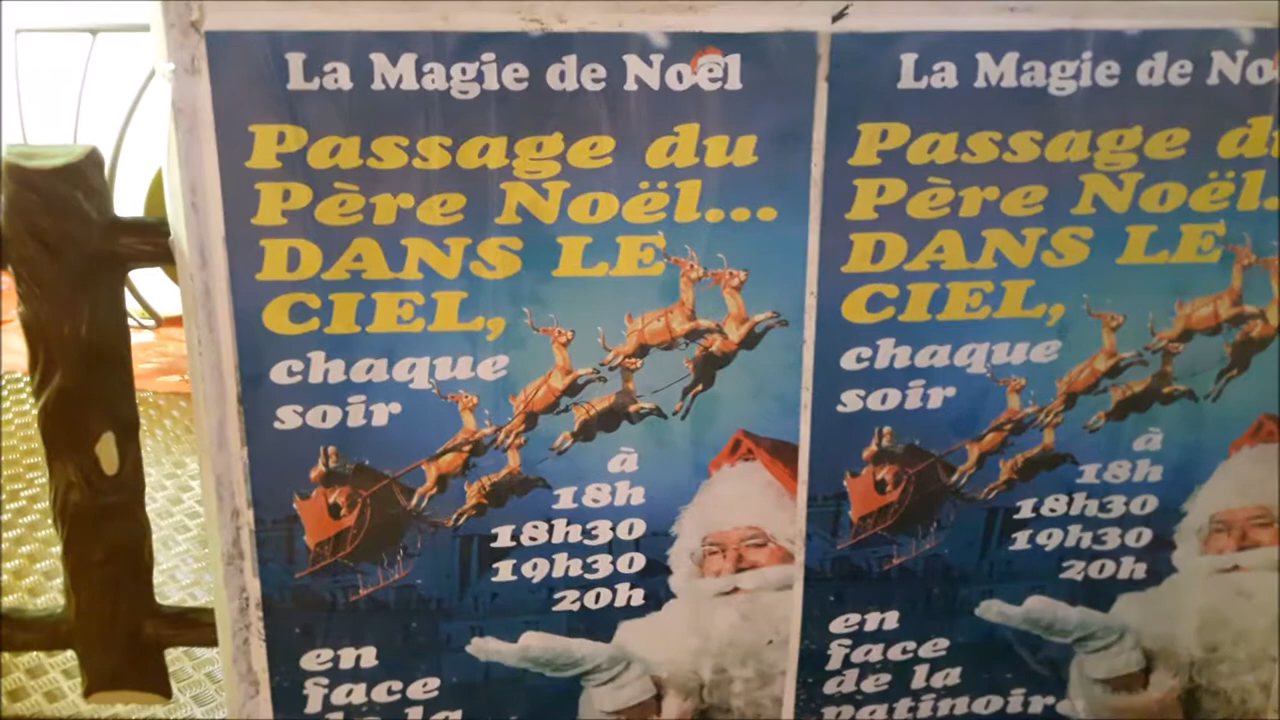 La Magie de Noël
Passage du
Père Noël...
DANS LE
CIEL,
chaque
soir
à
18h
18h30
19h30
20h
en
face
de la
La Magie de No
Passage d
Père Noël.
DANS LE
CIEL,
chaque
soir
à
18h
18h30
19h30
20h
en
face
de la
patinoire